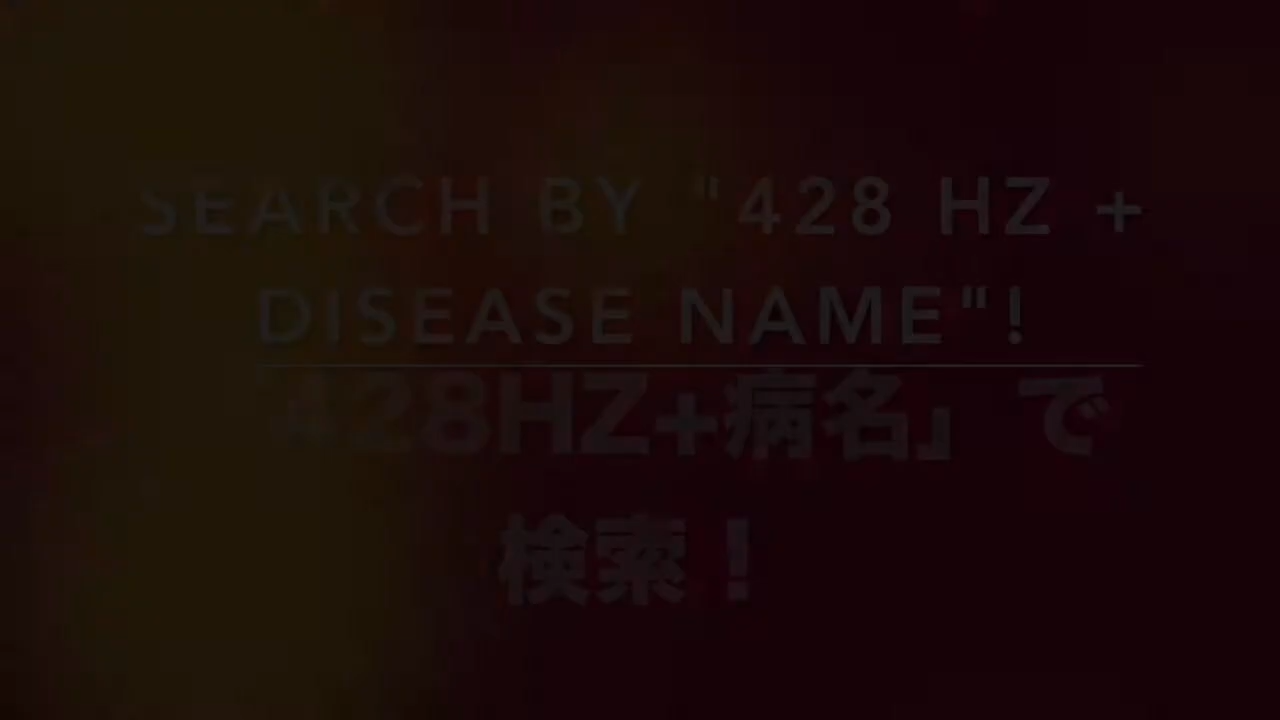 SEARCH BY "428 HZ +
DISEASE NAME"!
428HZ+病名」で
検索！